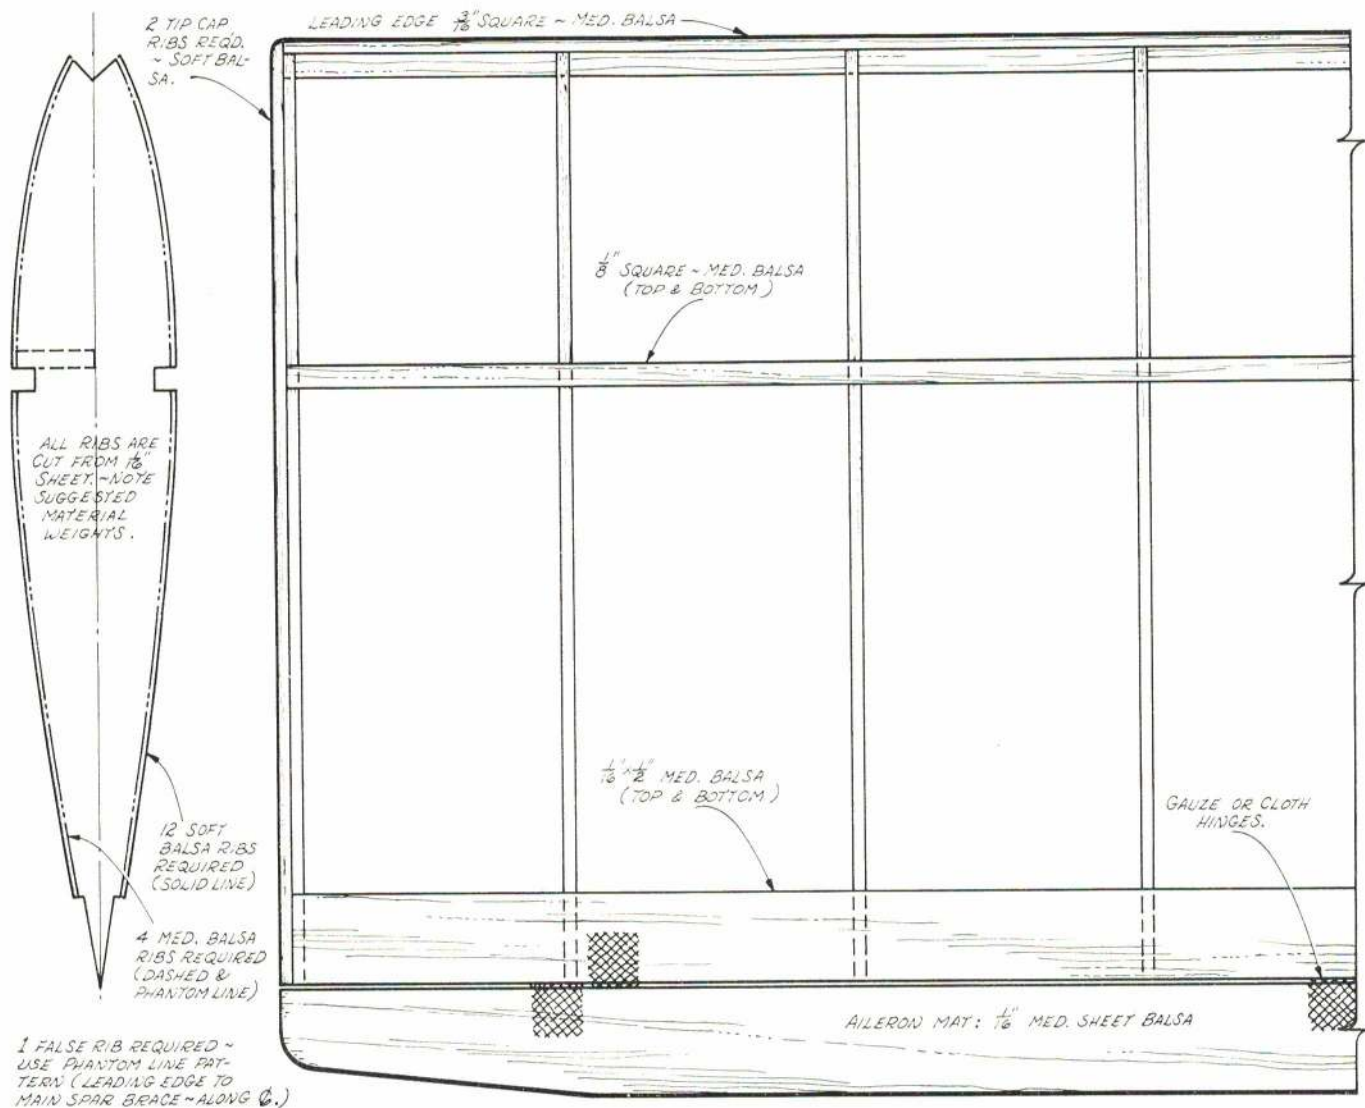 2 TIP CAP
RIBS REQ'D.
~ SOFT BAL-
SA.
LEADING EDGE 3/16" SQUARE ~ MED. BALSA
1/8" SQUARE ~ MED. BALSA
(TOP & BOTTOM)
ALL RIBS ARE
CUT FROM 1/16"
SHEET. ~ NOTE
SUGGESTED
MATERIAL
WEIGHTS.
1/16" x 1/2" MED. BALSA
(TOP & BOTTOM)
GAUZE OR CLOTH
HINGES.
12 SOFT
BALSA RIBS
REQUIRED
(SOLID LINE)
4 MED. BALSA
RIBS REQUIRED
(DASHED &
PHANTOM LINE)
AILERON MAT: 1/16" MED. SHEET BALSA
1 FALSE RIB REQUIRED ~
USE PHANTOM LINE PAT-
TERN (LEADING EDGE TO
MAIN SPAR BRACE ~ ALONG ℄.)